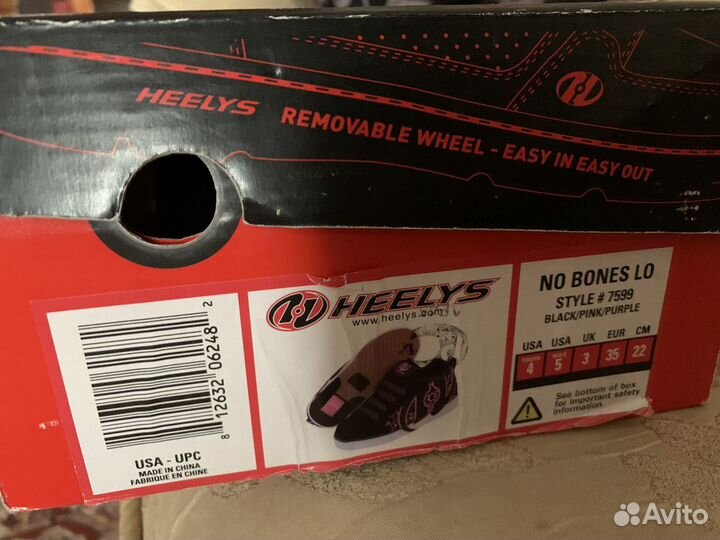 HEELYS REMOVABLE WHEEL - EASY IN EASY OUT
8 12632 06248 2
USA - UPC
MADE IN CHINA
FABRIQUE EN CHINE
HEELYS
www.heelys.com
NO BONES LO
STYLE # 7599
BLACK/PINK/PURPLE
USA USA UK EUR CM
YOUTH WO'S
4 5 3 35 22
See bottom of box
for important safety
information.
Avito